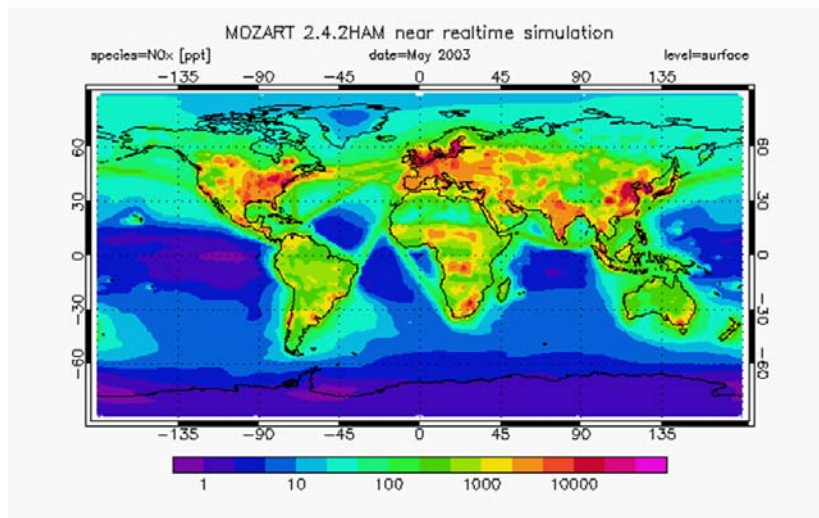 MOZART 2.4.2HAM near realtime simulation
species=NOx [ppt] date=May 2003 level=surface
−135 −90 −45 0 45 90 135
60 60
30 30
0 0
−30 −30
−60 −60
−135 −90 −45 0 45 90 135
1 10 100 1000 10000